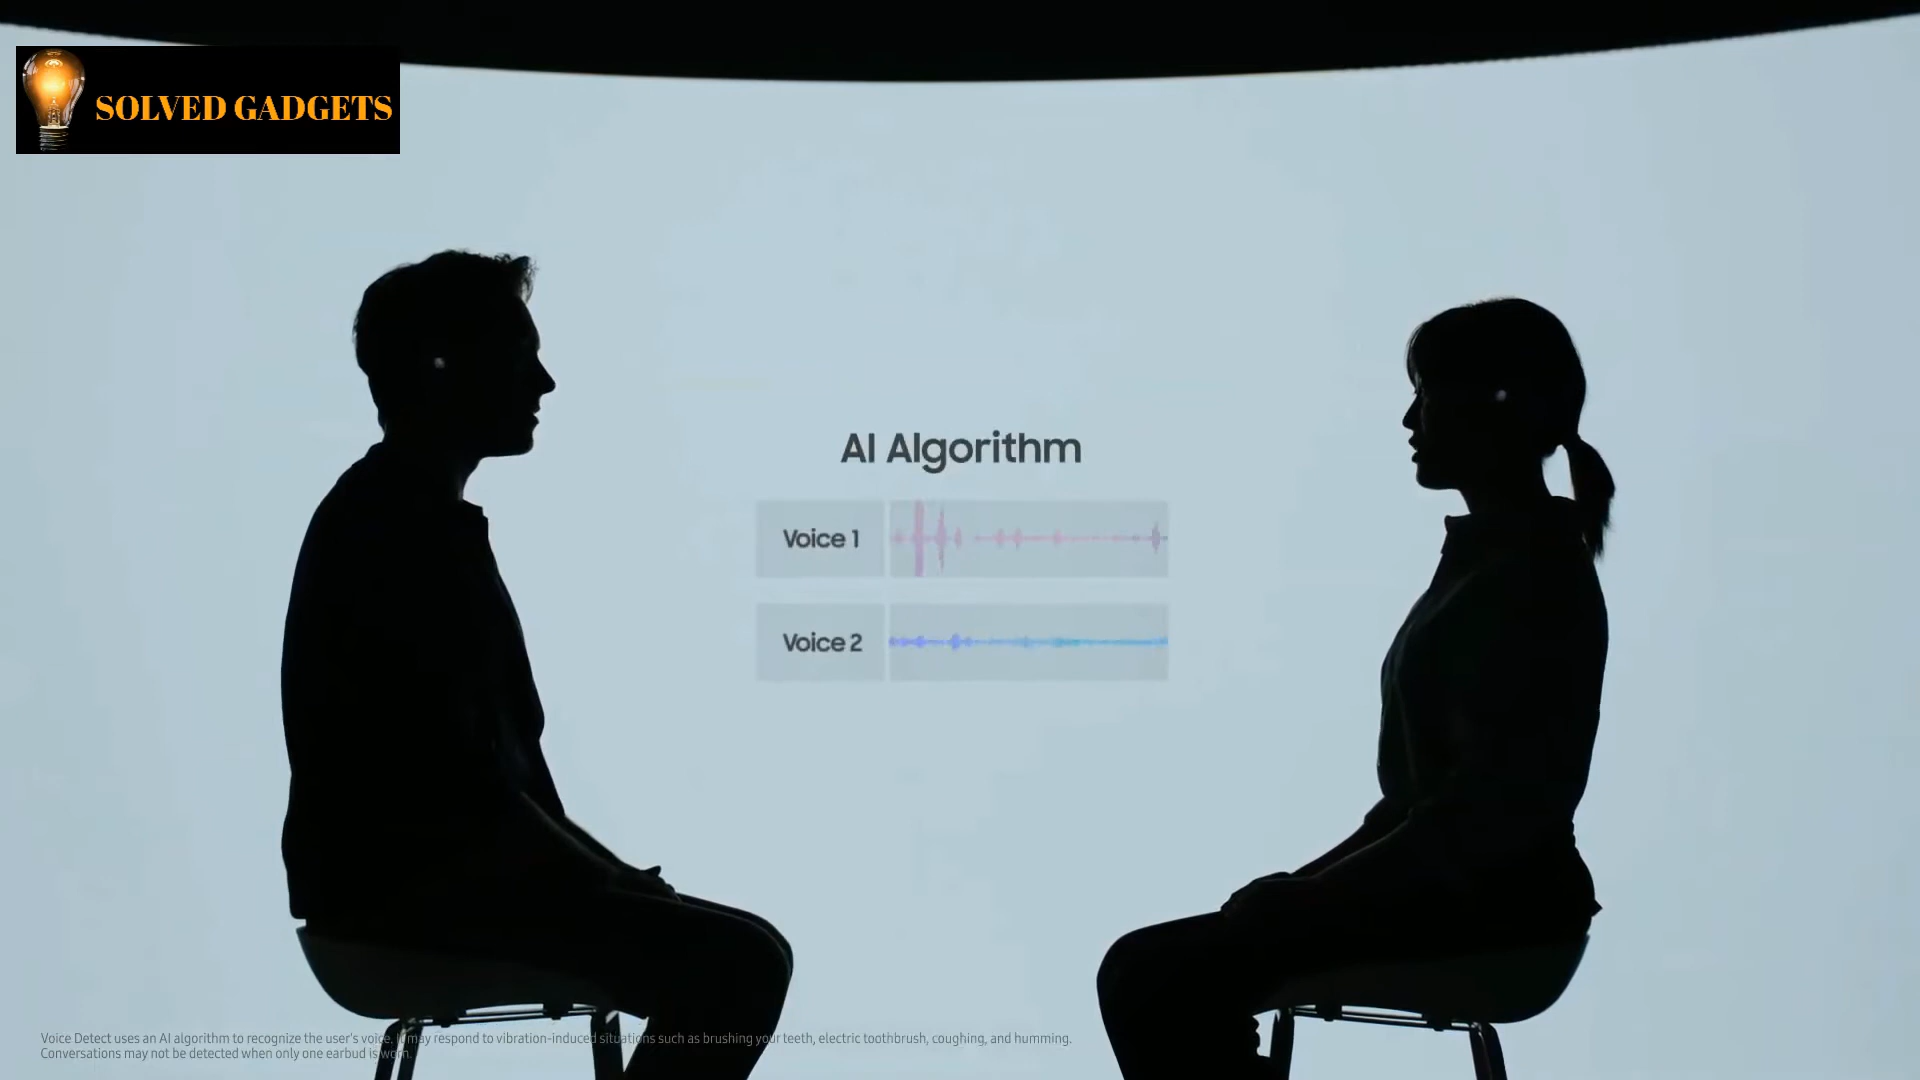 SOLVED GADGETS
AI Algorithm
Voice 1
Voice 2
Voice Detect uses an AI algorithm to recognize the user's voice. It may respond to vibration-induced situations such as brushing your teeth, electric toothbrush, coughing, and humming.
Conversations may not be detected when only one earbud is worn.